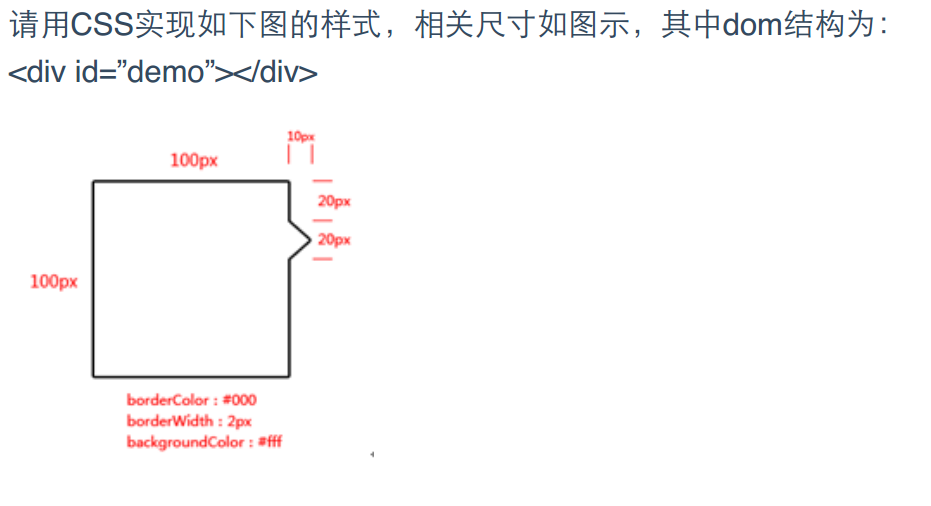 请用CSS实现如下图的样式，相关尺寸如图示，其中dom结构为：
<div id=”demo”></div>
10px
100px
20px
20px
100px
borderColor : #000
borderWidth : 2px
backgroundColor : #fff